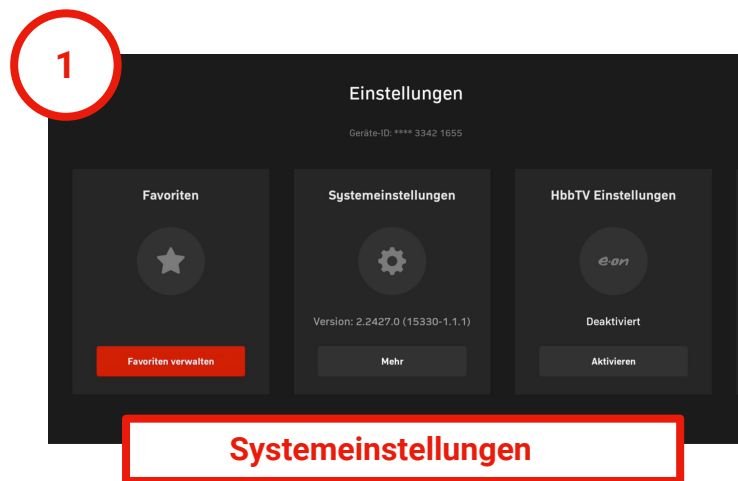 1
Einstellungen
Geräte-ID: **** 3342 1655
Favoriten
Systemeinstellungen
HbbTV Einstellungen
e·on
Version: 2.2427.0 (15330-1.1.1)
Deaktiviert
Favoriten verwalten
Mehr
Aktivieren
Systemeinstellungen